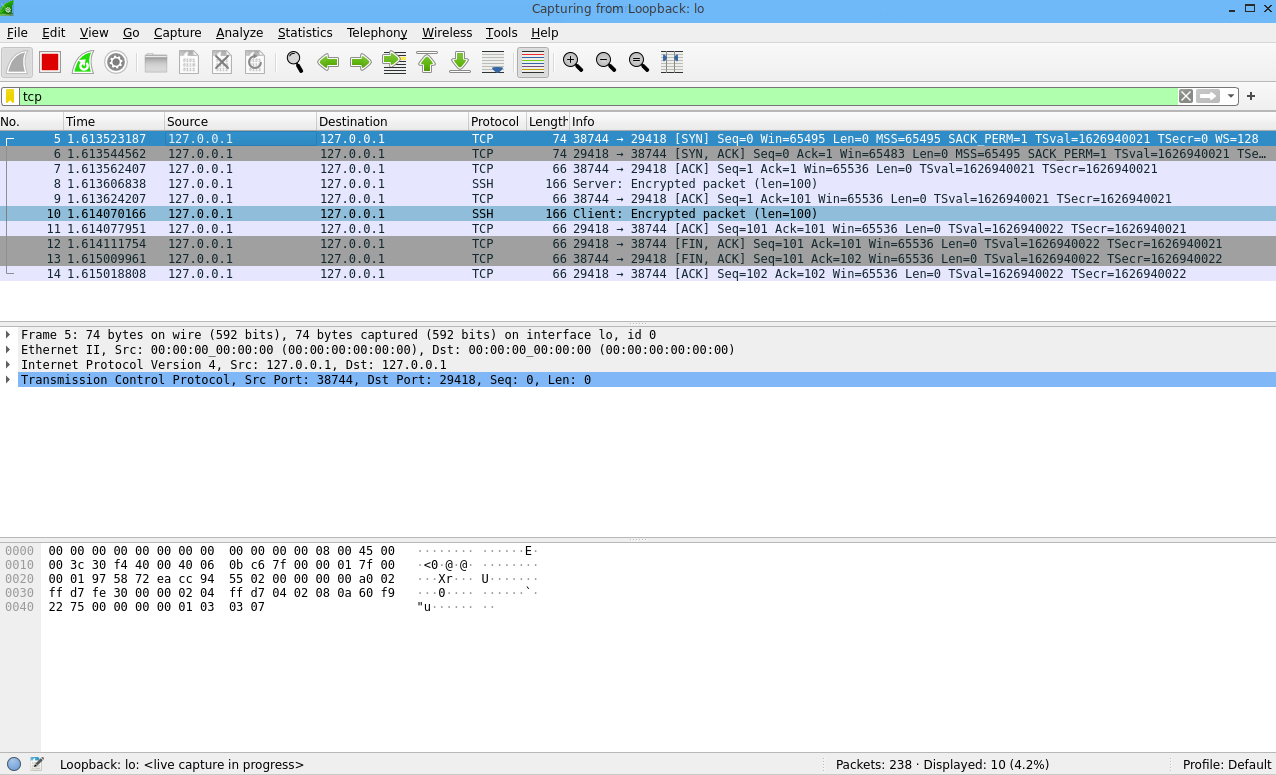 Capturing from Loopback: lo
File Edit View Go Capture Analyze Statistics Telephony Wireless Tools Help
tcp
No. Time Source Destination Protocol Length Info
5 1.613523187 127.0.0.1 127.0.0.1 TCP 74 38744 → 29418 [SYN] Seq=0 Win=65495 Len=0 MSS=65495 SACK_PERM=1 TSval=1626940021 TSecr=0 WS=128
6 1.613544562 127.0.0.1 127.0.0.1 TCP 74 29418 → 38744 [SYN, ACK] Seq=0 Ack=1 Win=65483 Len=0 MSS=65495 SACK_PERM=1 TSval=1626940021 TSe…
7 1.613562407 127.0.0.1 127.0.0.1 TCP 66 38744 → 29418 [ACK] Seq=1 Ack=1 Win=65536 Len=0 TSval=1626940021 TSecr=1626940021
8 1.613606838 127.0.0.1 127.0.0.1 SSH 166 Server: Encrypted packet (len=100)
9 1.613624207 127.0.0.1 127.0.0.1 TCP 66 38744 → 29418 [ACK] Seq=1 Ack=101 Win=65536 Len=0 TSval=1626940021 TSecr=1626940021
10 1.614070166 127.0.0.1 127.0.0.1 SSH 166 Client: Encrypted packet (len=100)
11 1.614077951 127.0.0.1 127.0.0.1 TCP 66 29418 → 38744 [ACK] Seq=101 Ack=101 Win=65536 Len=0 TSval=1626940022 TSecr=1626940021
12 1.614111754 127.0.0.1 127.0.0.1 TCP 66 29418 → 38744 [FIN, ACK] Seq=101 Ack=101 Win=65536 Len=0 TSval=1626940022 TSecr=1626940021
13 1.615009961 127.0.0.1 127.0.0.1 TCP 66 38744 → 29418 [FIN, ACK] Seq=101 Ack=102 Win=65536 Len=0 TSval=1626940022 TSecr=1626940022
14 1.615018808 127.0.0.1 127.0.0.1 TCP 66 29418 → 38744 [ACK] Seq=102 Ack=102 Win=65536 Len=0 TSval=1626940022 TSecr=1626940022
Frame 5: 74 bytes on wire (592 bits), 74 bytes captured (592 bits) on interface lo, id 0
Ethernet II, Src: 00:00:00_00:00:00 (00:00:00:00:00:00), Dst: 00:00:00_00:00:00 (00:00:00:00:00:00)
Internet Protocol Version 4, Src: 127.0.0.1, Dst: 127.0.0.1
Transmission Control Protocol, Src Port: 38744, Dst Port: 29418, Seq: 0, Len: 0
0000 00 00 00 00 00 00 00 00 00 00 00 00 08 00 45 00 ········ ······E·
0010 00 3c 30 f4 40 00 40 06 0b c6 7f 00 00 01 7f 00 ·<0·@·@· ········
0020 00 01 97 58 72 ea cc 94 55 02 00 00 00 00 a0 02 ···Xr··· U·······
0030 ff d7 fe 30 00 00 02 04 ff d7 04 02 08 0a 60 f9 ···0···· ······`·
0040 22 75 00 00 00 00 01 03 03 07 "u······ ··
Loopback: lo: <live capture in progress> Packets: 238 · Displayed: 10 (4.2%) Profile: Default